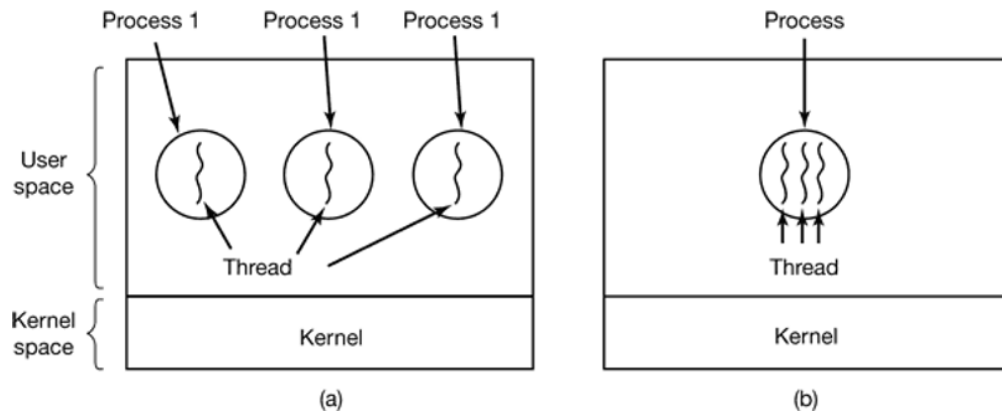 Process 1 Process 1 Process 1 Process
User
space
Thread Thread
Kernel
space
Kernel Kernel
(a) (b)